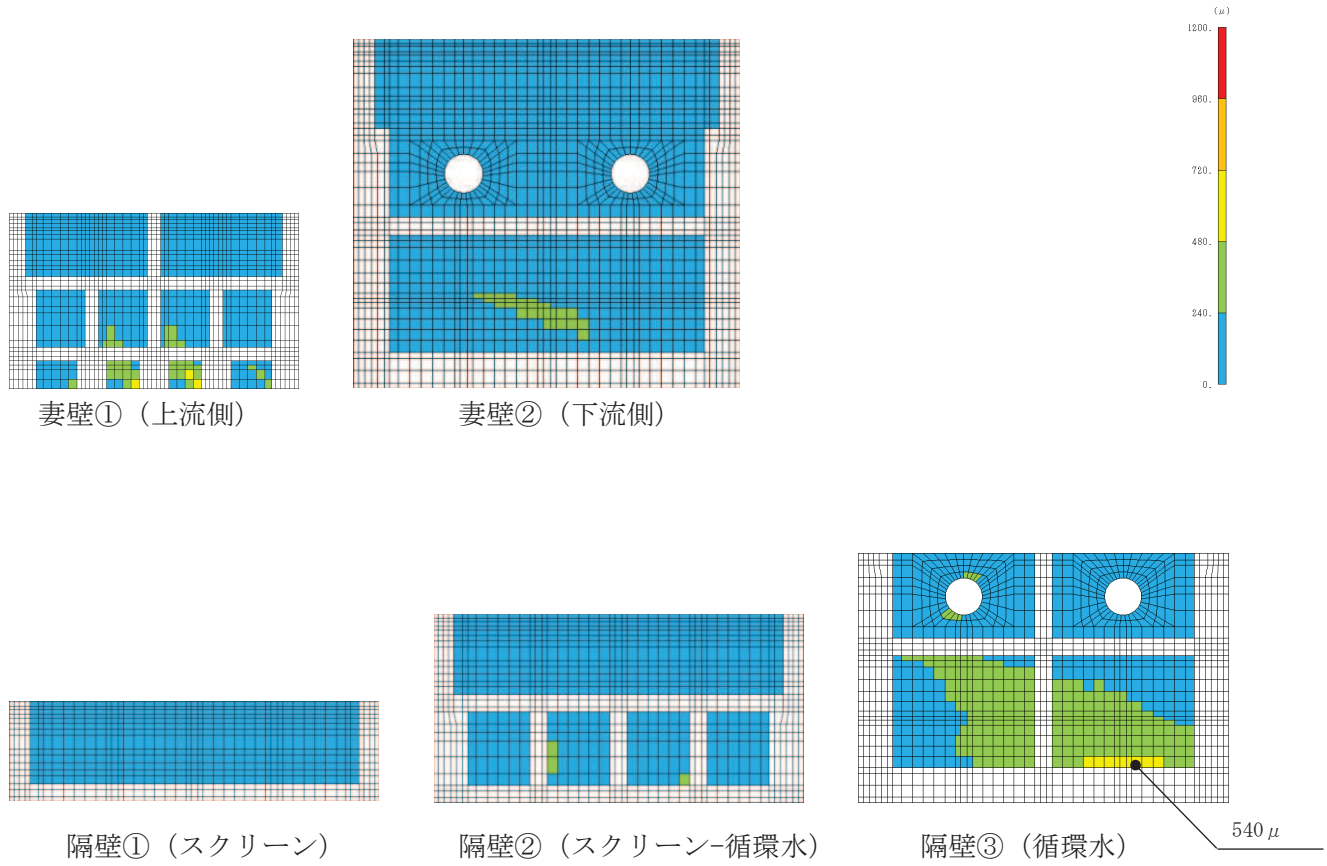 (μ)
1200.
960.
720.
480.
240.
0.
妻壁①（上流側）
妻壁②（下流側）
隔壁①（スクリーン）
隔壁②（スクリーン−循環水）
隔壁③（循環水）
540μ